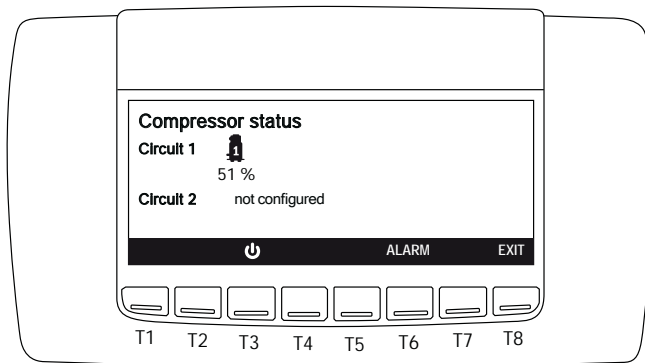 Compressor status
Circuit 1 1
51 %
Circuit 2 not configured
ALARM EXIT
T1 T2 T3 T4 T5 T6 T7 T8